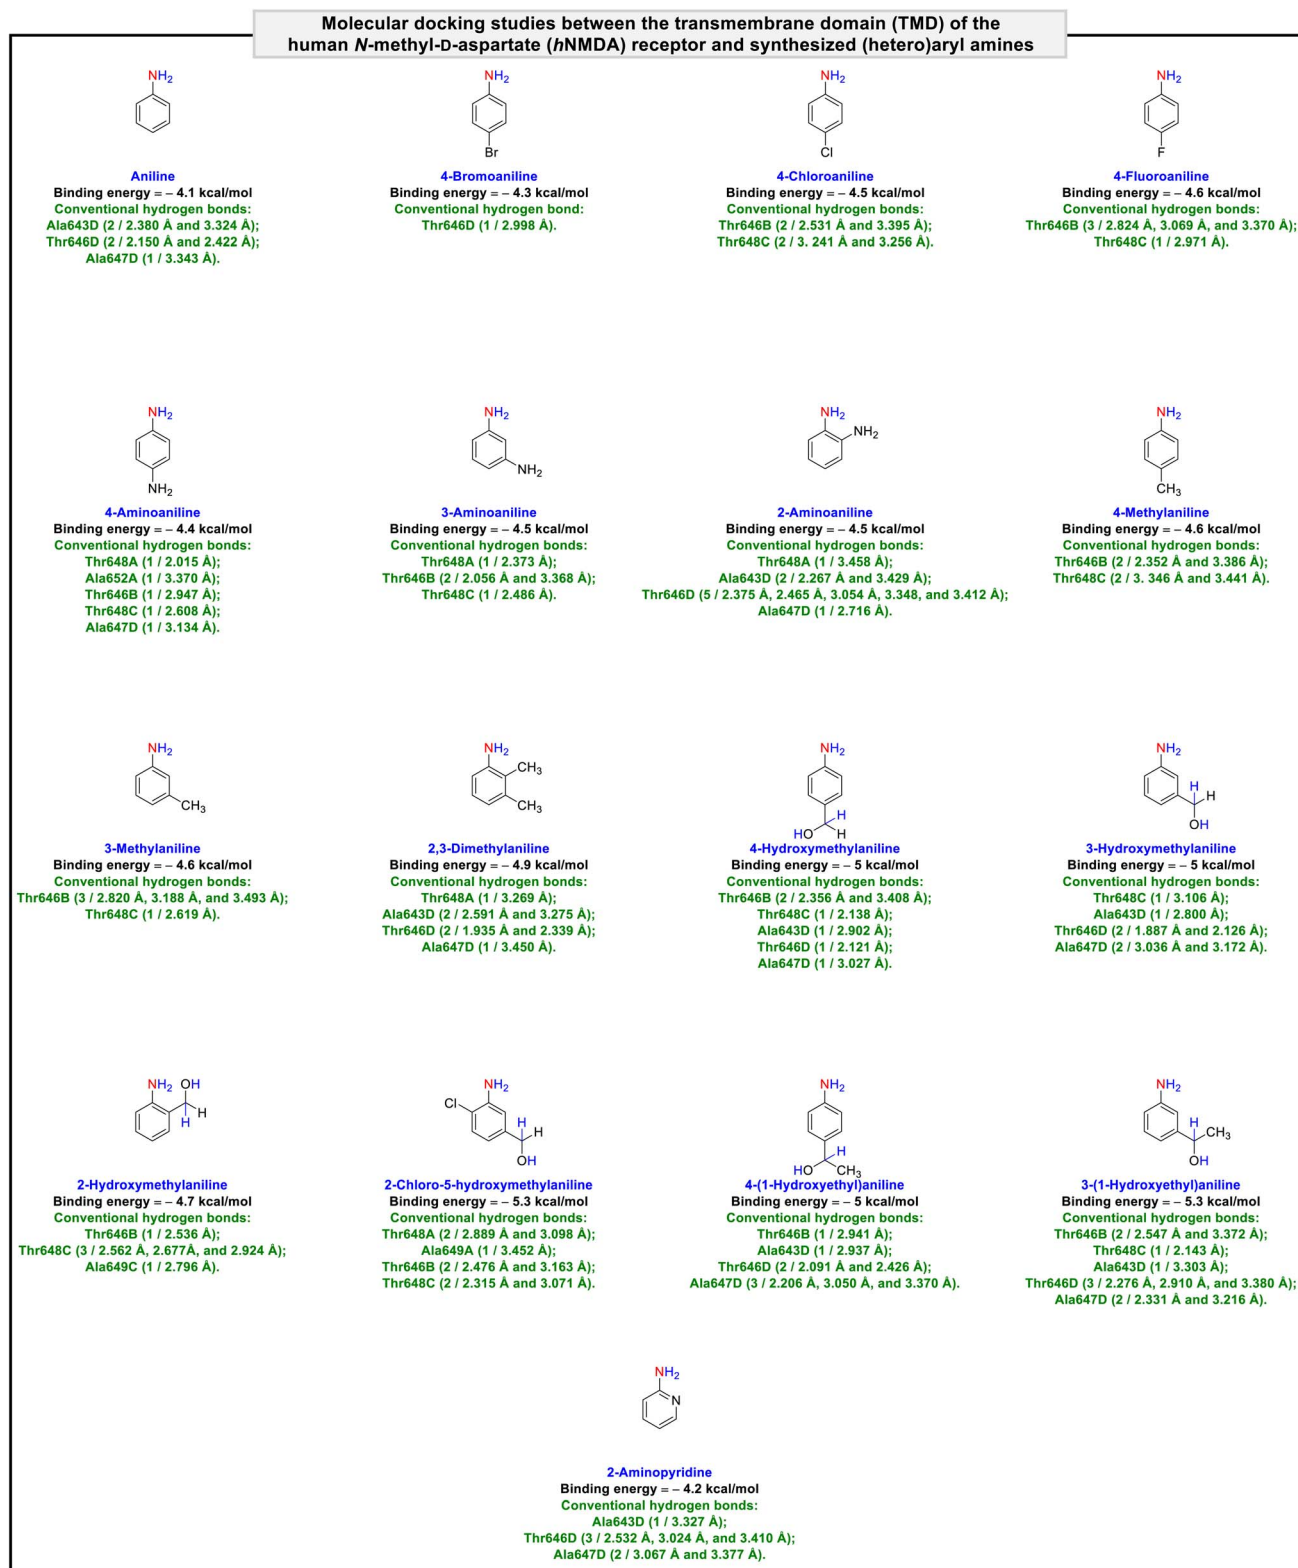 Molecular docking studies between the transmembrane domain (TMD) of the
human N-methyl-D-aspartate (hNMDA) receptor and synthesized (hetero)aryl amines
NH2
Aniline
Binding energy = – 4.1 kcal/mol
Conventional hydrogen bonds:
Ala643D (2 / 2.380 Å and 3.324 Å);
Thr646D (2 / 2.150 Å and 2.422 Å);
Ala647D (1 / 3.343 Å).
NH2
Br
4-Bromoaniline
Binding energy = – 4.3 kcal/mol
Conventional hydrogen bond:
Thr646D (1 / 2.998 Å).
NH2
Cl
4-Chloroaniline
Binding energy = – 4.5 kcal/mol
Conventional hydrogen bonds:
Thr646B (2 / 2.531 Å and 3.395 Å);
Thr648C (2 / 3. 241 Å and 3.256 Å).
NH2
F
4-Fluoroaniline
Binding energy = – 4.6 kcal/mol
Conventional hydrogen bonds:
Thr646B (3 / 2.824 Å, 3.069 Å, and 3.370 Å);
Thr648C (1 / 2.971 Å).
NH2
NH2
4-Aminoaniline
Binding energy = – 4.4 kcal/mol
Conventional hydrogen bonds:
Thr648A (1 / 2.015 Å);
Ala652A (1 / 3.370 Å);
Thr646B (1 / 2.947 Å);
Thr648C (1 / 2.608 Å);
Ala647D (1 / 3.134 Å).
NH2
NH2
3-Aminoaniline
Binding energy = – 4.5 kcal/mol
Conventional hydrogen bonds:
Thr648A (1 / 2.373 Å);
Thr646B (2 / 2.056 Å and 3.368 Å);
Thr648C (1 / 2.486 Å).
NH2
NH2
2-Aminoaniline
Binding energy = – 4.5 kcal/mol
Conventional hydrogen bonds:
Thr648A (1 / 3.458 Å);
Ala643D (2 / 2.267 Å and 3.429 Å);
Thr646D (5 / 2.375 Å, 2.465 Å, 3.054 Å, 3.348, and 3.412 Å);
Ala647D (1 / 2.716 Å).
NH2
CH3
4-Methylaniline
Binding energy = – 4.6 kcal/mol
Conventional hydrogen bonds:
Thr646B (2 / 2.352 Å and 3.386 Å);
Thr648C (2 / 3. 346 Å and 3.441 Å).
NH2
CH3
3-Methylaniline
Binding energy = – 4.6 kcal/mol
Conventional hydrogen bonds:
Thr646B (3 / 2.820 Å, 3.188 Å, and 3.493 Å);
Thr648C (1 / 2.619 Å).
NH2
CH3
CH3
2,3-Dimethylaniline
Binding energy = – 4.9 kcal/mol
Conventional hydrogen bonds:
Thr648A (1 / 3.269 Å);
Ala643D (2 / 2.591 Å and 3.275 Å);
Thr646D (2 / 1.935 Å and 2.339 Å);
Ala647D (1 / 3.450 Å).
NH2
H
HO H
4-Hydroxymethylaniline
Binding energy = – 5 kcal/mol
Conventional hydrogen bonds:
Thr646B (2 / 2.356 Å and 3.408 Å);
Thr648C (1 / 2.138 Å);
Ala643D (1 / 2.902 Å);
Thr646D (1 / 2.121 Å);
Ala647D (1 / 3.027 Å).
NH2
H
H
OH
3-Hydroxymethylaniline
Binding energy = – 5 kcal/mol
Conventional hydrogen bonds:
Thr648C (1 / 3.106 Å);
Ala643D (1 / 2.800 Å);
Thr646D (2 / 1.887 Å and 2.126 Å);
Ala647D (2 / 3.036 Å and 3.172 Å).
NH2 OH
H
H
2-Hydroxymethylaniline
Binding energy = – 4.7 kcal/mol
Conventional hydrogen bonds:
Thr646B (1 / 2.536 Å);
Thr648C (3 / 2.562 Å, 2.677Å, and 2.924 Å);
Ala649C (1 / 2.796 Å).
NH2
Cl
H
H
OH
2-Chloro-5-hydroxymethylaniline
Binding energy = – 5.3 kcal/mol
Conventional hydrogen bonds:
Thr648A (2 / 2.889 Å and 3.098 Å);
Ala649A (1 / 3.452 Å);
Thr646B (2 / 2.476 Å and 3.163 Å);
Thr648C (2 / 2.315 Å and 3.071 Å).
NH2
H
HO CH3
4-(1-Hydroxyethyl)aniline
Binding energy = – 5 kcal/mol
Conventional hydrogen bonds:
Thr646B (1 / 2.941 Å);
Ala643D (1 / 2.937 Å);
Thr646D (2 / 2.091 Å and 2.426 Å);
Ala647D (3 / 2.206 Å, 3.050 Å, and 3.370 Å).
NH2
H
CH3
OH
3-(1-Hydroxyethyl)aniline
Binding energy = – 5.3 kcal/mol
Conventional hydrogen bonds:
Thr646B (2 / 2.547 Å and 3.372 Å);
Thr648C (1 / 2.143 Å);
Ala643D (1 / 3.303 Å);
Thr646D (3 / 2.276 Å, 2.910 Å, and 3.380 Å);
Ala647D (2 / 2.331 Å and 3.216 Å).
NH2
N
2-Aminopyridine
Binding energy = – 4.2 kcal/mol
Conventional hydrogen bonds:
Ala643D (1 / 3.327 Å);
Thr646D (3 / 2.532 Å, 3.024 Å, and 3.410 Å);
Ala647D (2 / 3.067 Å and 3.377 Å).